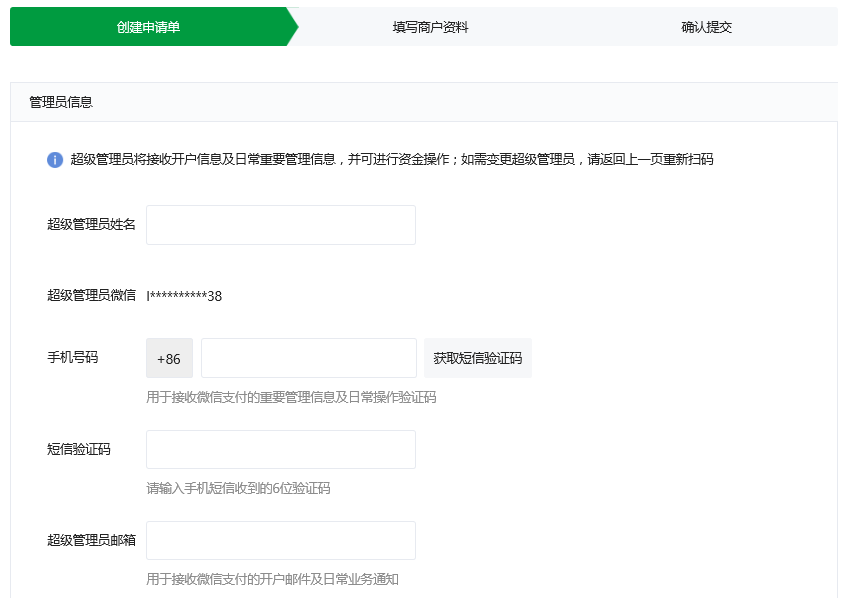 创建申请单
填写商户资料
确认提交
管理员信息
超级管理员将接收开户信息及日常重要管理信息，并可进行资金操作；如需变更超级管理员，请返回上一页重新扫码
超级管理员姓名
超级管理员微信 l**********38
手机号码 +86 获取短信验证码
用于接收微信支付的重要管理信息及日常操作验证码
短信验证码
请输入手机短信收到的6位验证码
超级管理员邮箱
用于接收微信支付的开户邮件及日常业务通知